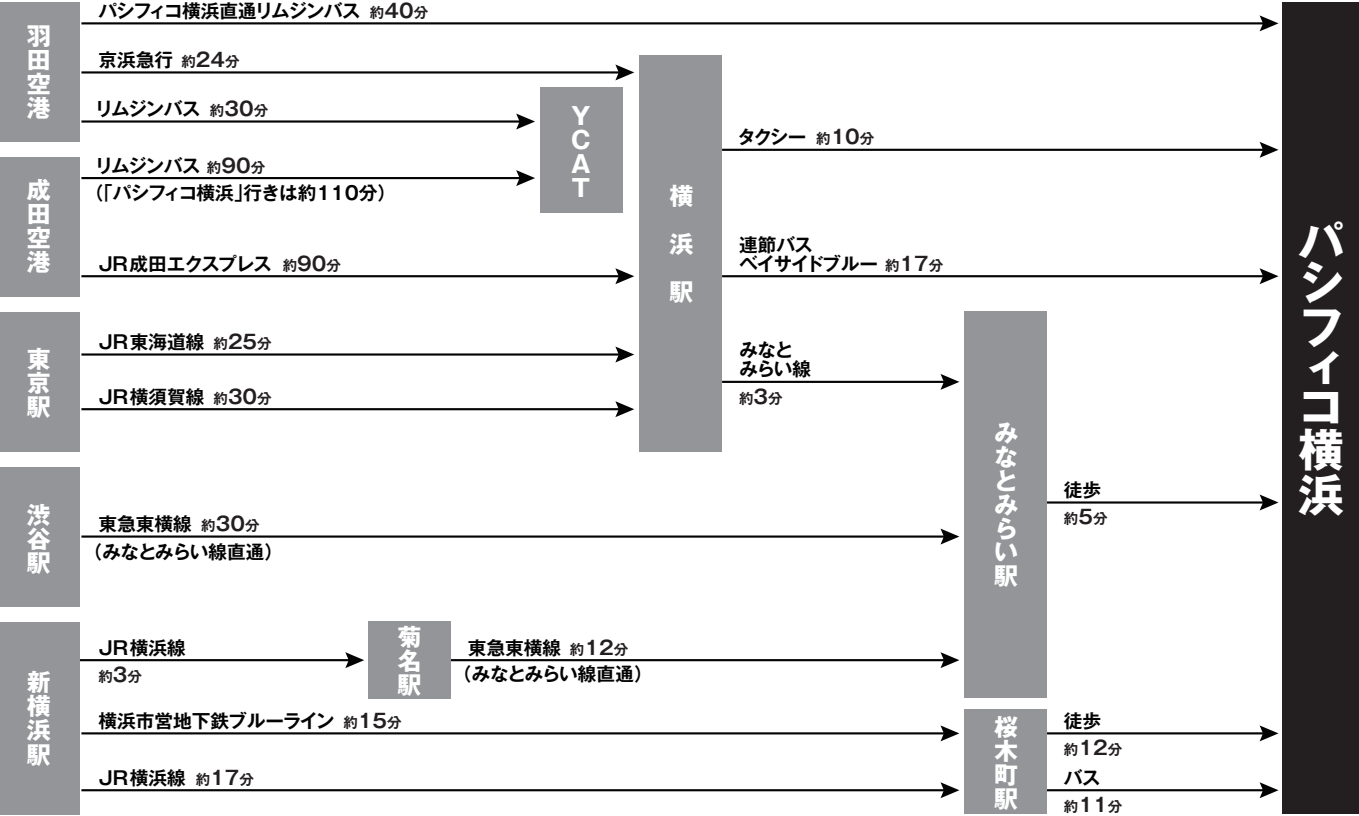 羽田空港
パシフィコ横浜直通リムジンバス 約40分
京浜急行 約24分
リムジンバス 約30分
成田空港
リムジンバス 約90分
(「パシフィコ横浜」行きは約110分)
JR成田エクスプレス 約90分
YCAT
東京駅
JR東海道線 約25分
JR横須賀線 約30分
横浜駅
タクシー 約10分
連節バス
ベイサイドブルー 約17分
みなと
みらい線
約3分
渋谷駅
東急東横線 約30分
(みなとみらい線直通)
新横浜駅
JR横浜線
約3分
菊名駅
東急東横線 約12分
(みなとみらい線直通)
みなとみらい駅
徒歩
約5分
横浜市営地下鉄ブルーライン 約15分
JR横浜線 約17分
桜木町駅
徒歩
約12分
バス
約11分
パシフィコ横浜